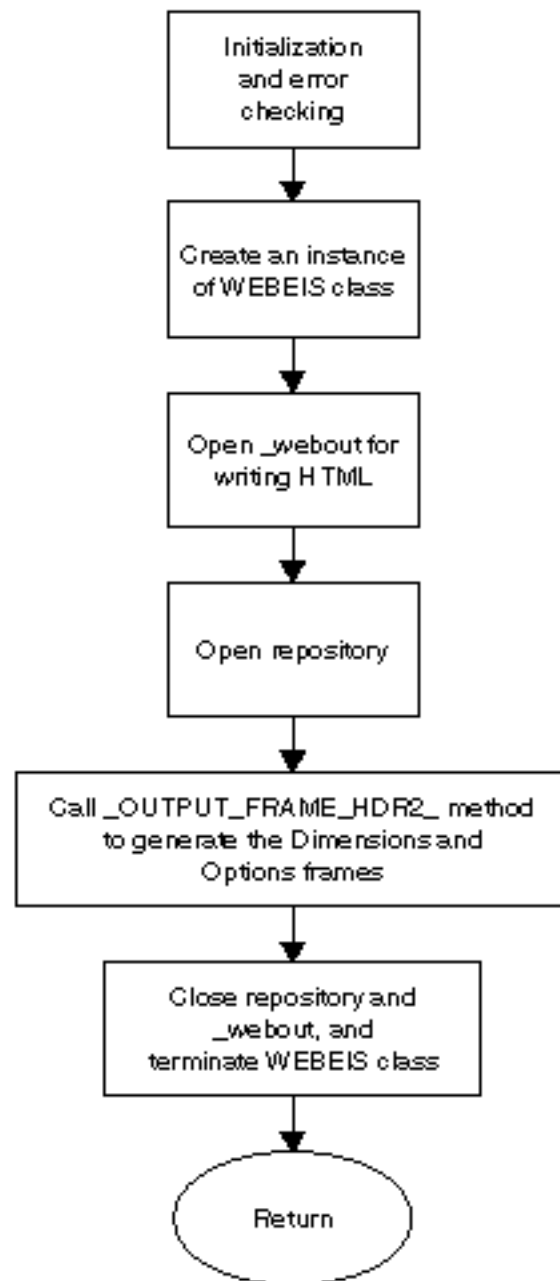 Initialization
and error
checking
Create an instance
of WEBEIS class
Open _webout for
writing HTML
Open repository
Call _OUTPUT_FRAME_HDR2_ method
to generate the Dimensions and
Options frames
Close repository and
_webout, and
terminate WEBEIS class
Return